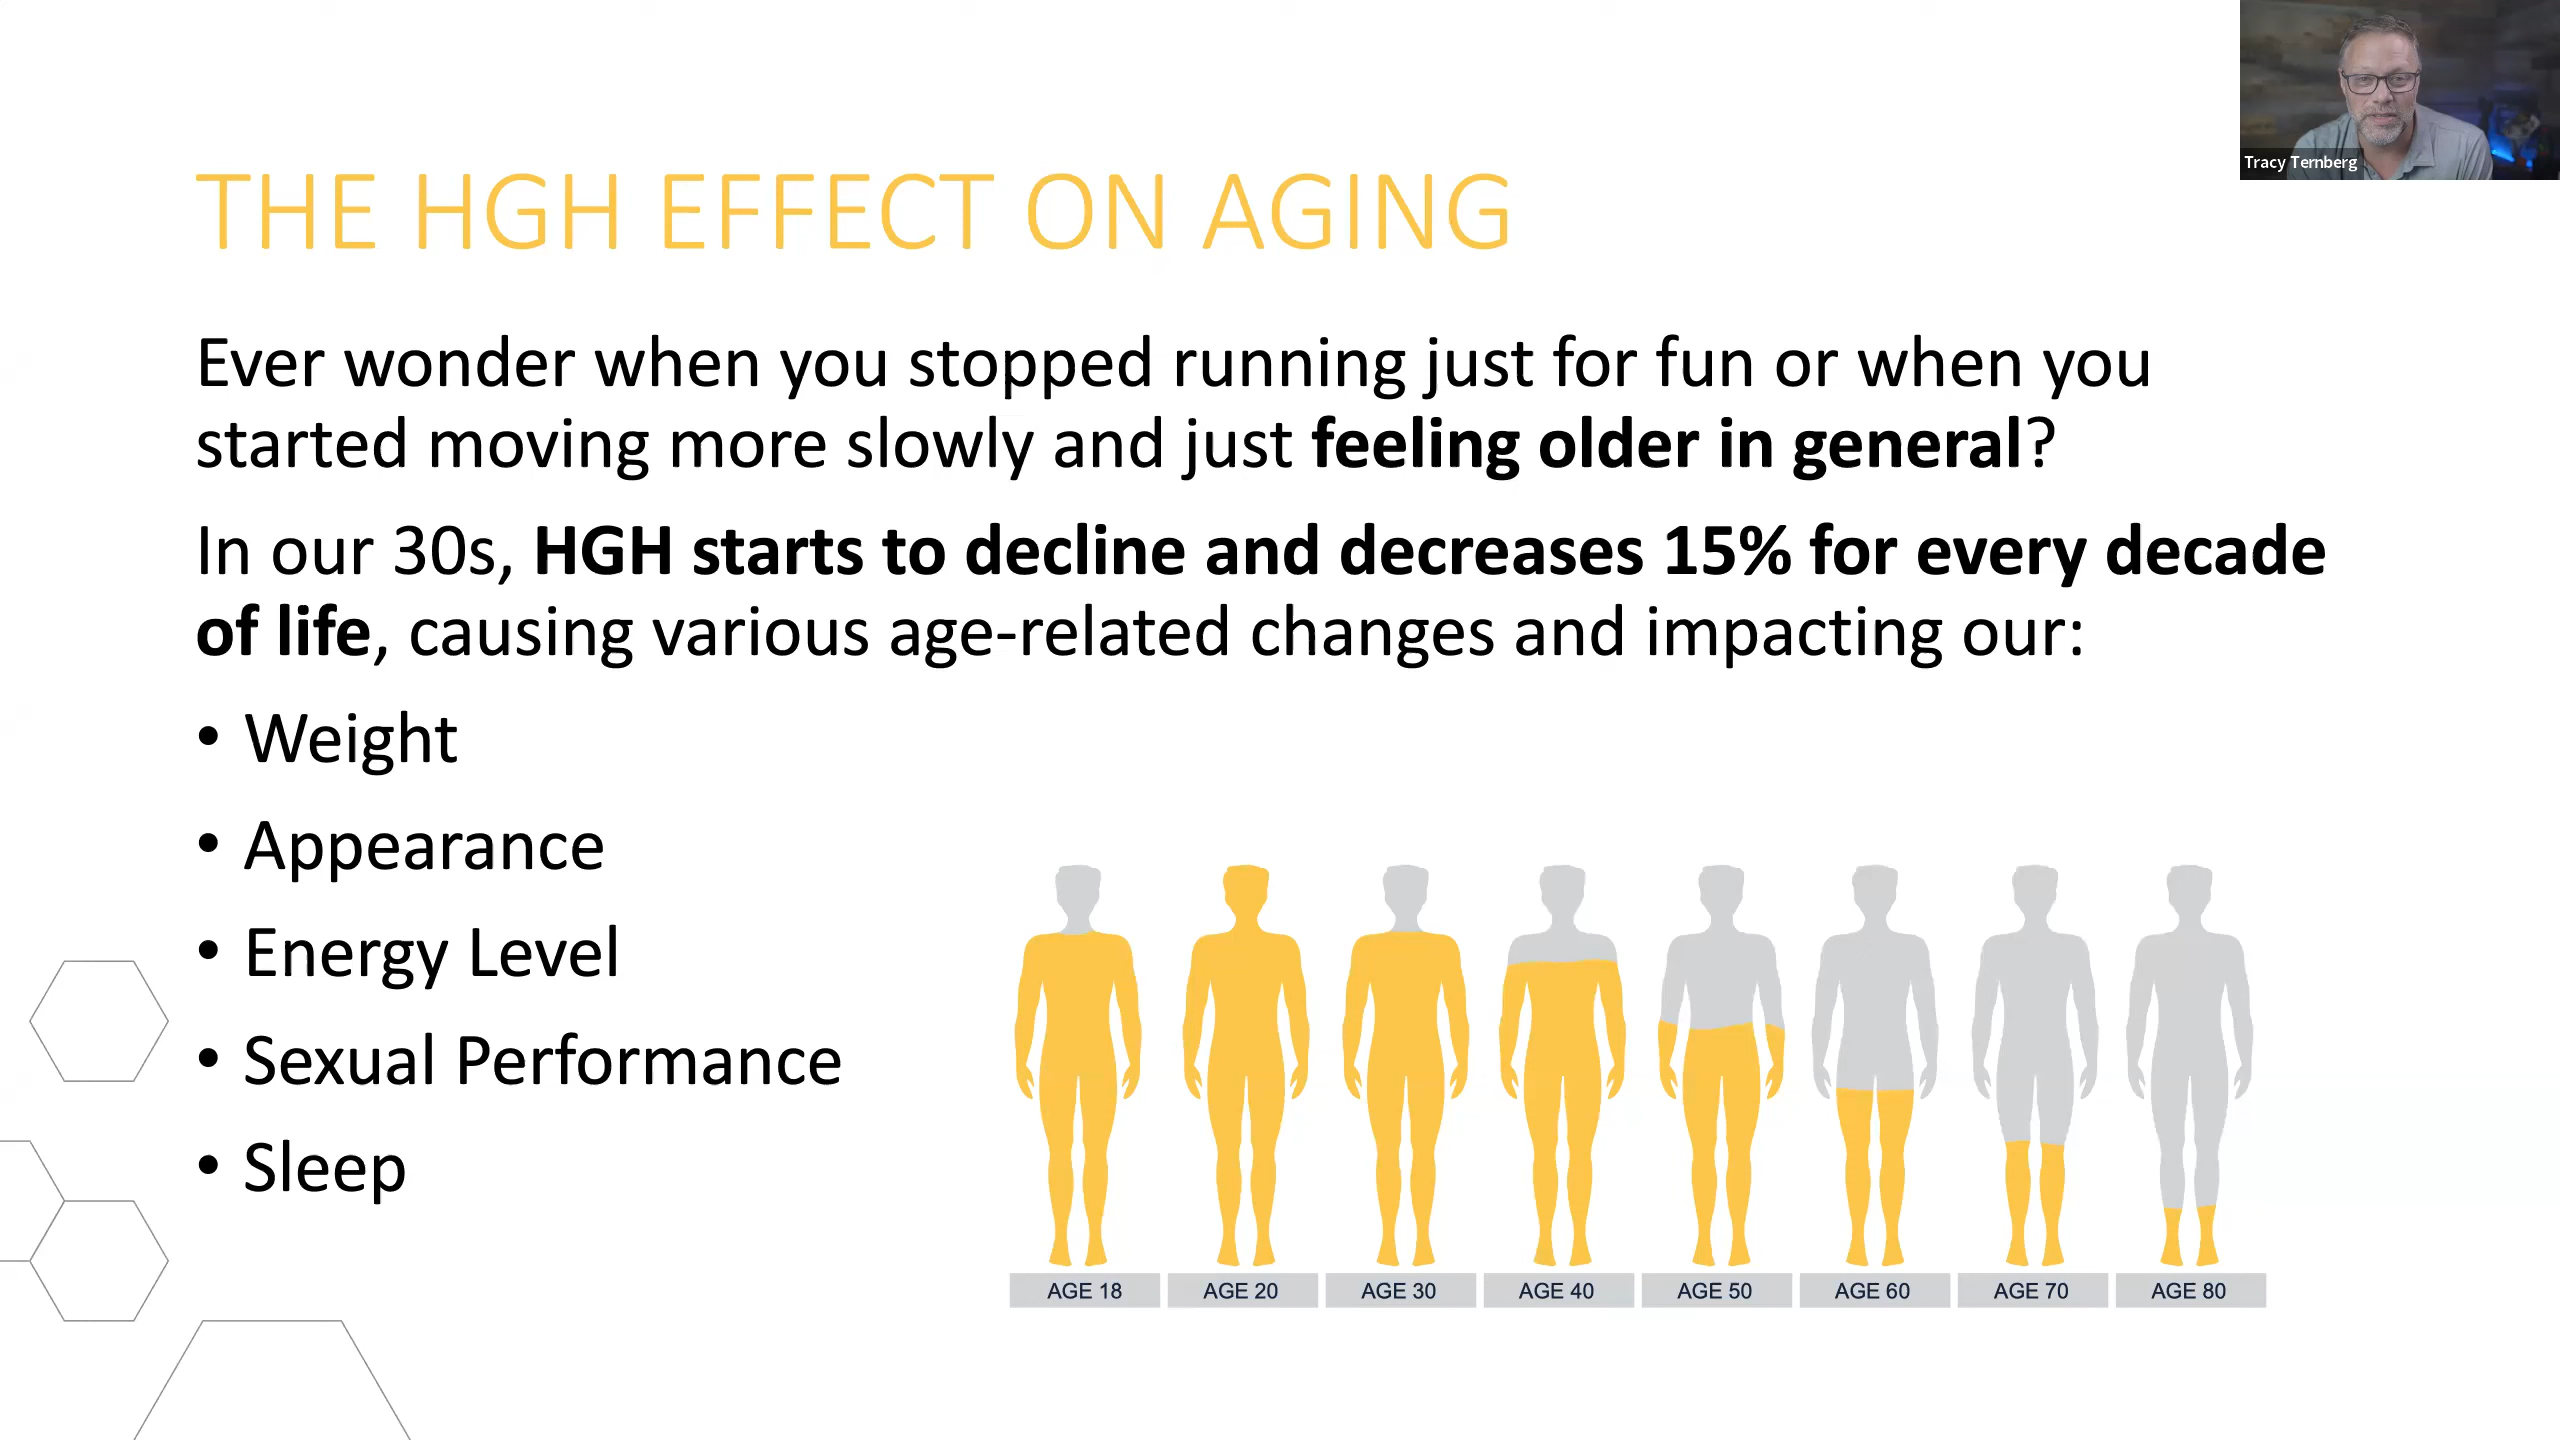 Tracy Ternberg
THE HGH EFFECT ON AGING
Ever wonder when you stopped running just for fun or when you
started moving more slowly and just feeling older in general?
In our 30s, HGH starts to decline and decreases 15% for every decade
of life, causing various age-related changes and impacting our:
• Weight
• Appearance
• Energy Level
• Sexual Performance
• Sleep
AGE 18
AGE 20
AGE 30
AGE 40
AGE 50
AGE 60
AGE 70
AGE 80